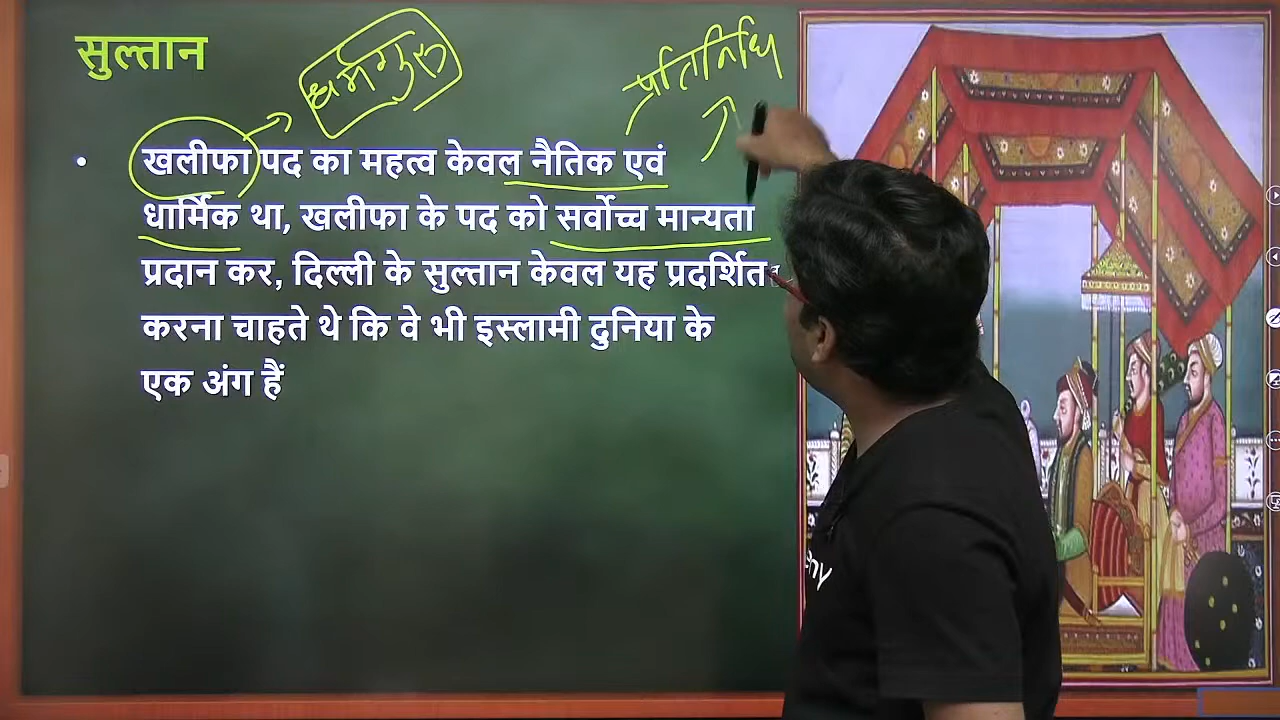 सुल्तान
धर्मगुरु
प्रतिनिधि
• खलीफा पद का महत्व केवल नैतिक एवं
धार्मिक था, खलीफा के पद को सर्वोच्च मान्यता
प्रदान कर, दिल्ली के सुल्तान केवल यह प्रदर्शित
करना चाहते थे कि वे भी इस्लामी दुनिया के
एक अंग हैं